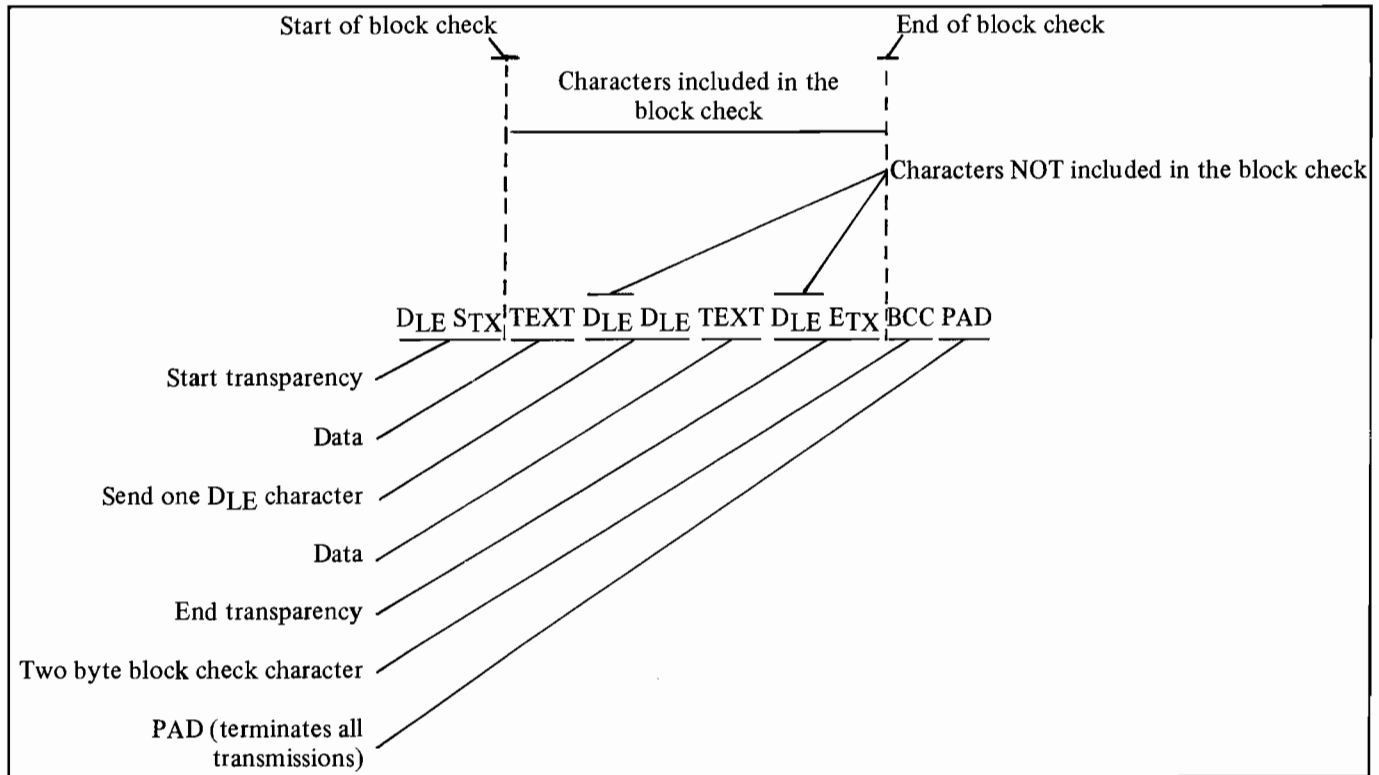 Start of block check
End of block check
Characters included in the
block check
Characters NOT included in the block check
DLE STX TEXT DLE DLE TEXT DLE ETX BCC PAD
Start transparency
Data
Send one DLE character
Data
End transparency
Two byte block check character
PAD (terminates all
transmissions)